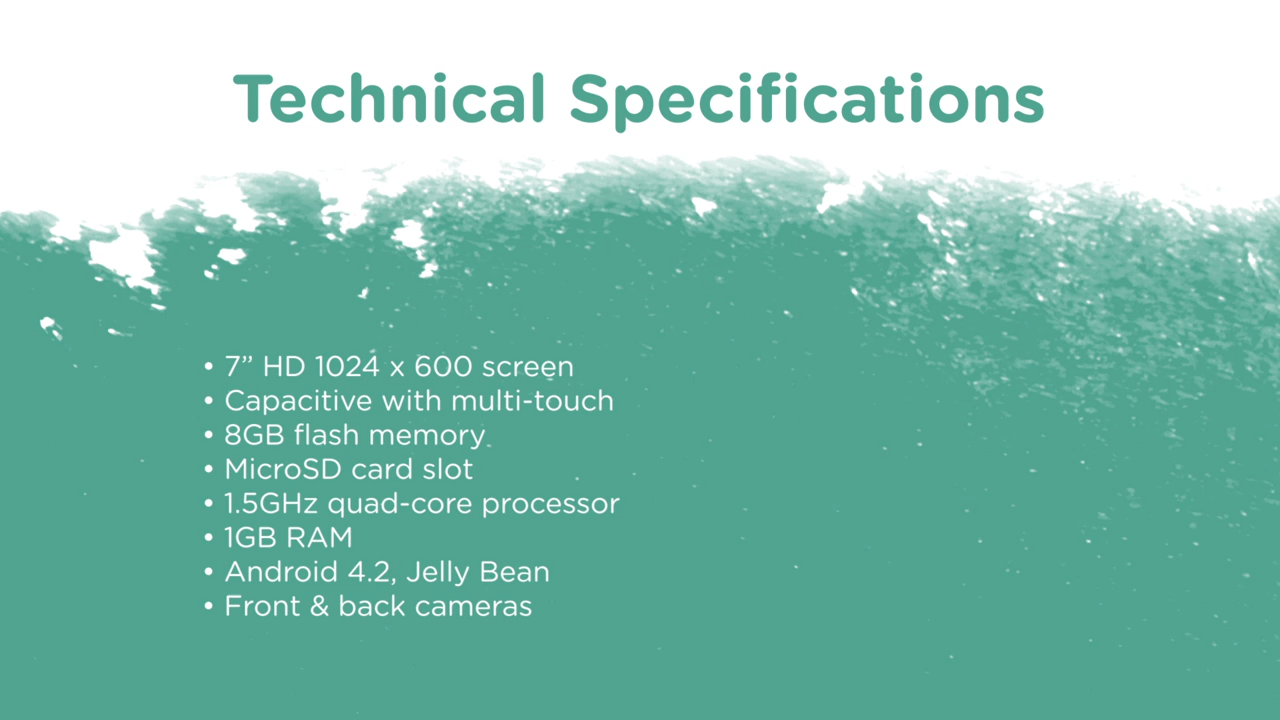 Technical Specifications
• 7” HD 1024 x 600 screen
• Capacitive with multi-touch
• 8GB flash memory
• MicroSD card slot
• 1.5GHz quad-core processor
• 1GB RAM
• Android 4.2, Jelly Bean
• Front & back cameras